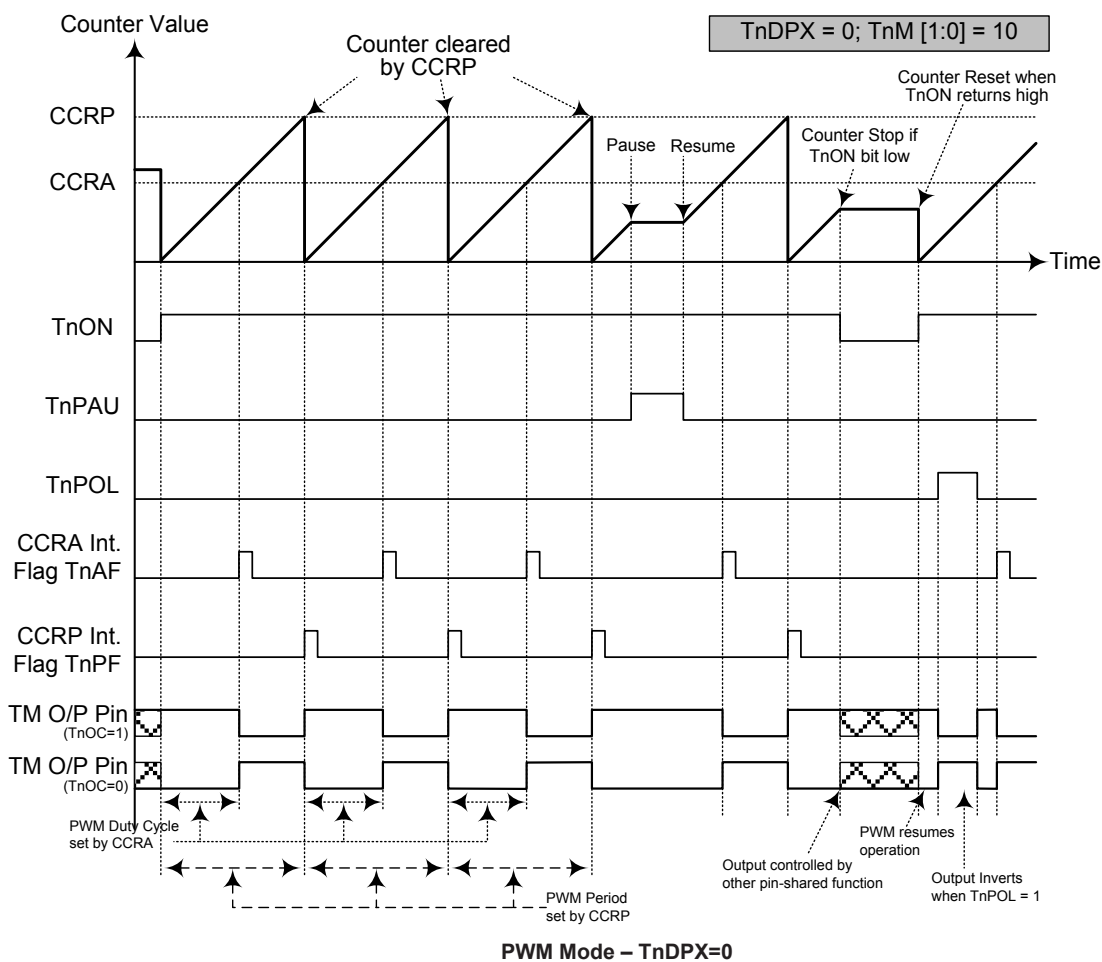 Counter Value
TnDPX = 0; TnM [1:0] = 10
Counter cleared
by CCRP
Counter Reset when
TnON returns high
CCRP
Counter Stop if
TnON bit low
Pause
Resume
CCRA
Time
TnON
TnPAU
TnPOL
CCRA Int.
Flag TnAF
CCRP Int.
Flag TnPF
TM O/P Pin
(TnOC=1)
TM O/P Pin
(TnOC=0)
PWM Duty Cycle
set by CCRA
PWM resumes
operation
Output controlled by
other pin-shared function
Output Inverts
when TnPOL = 1
PWM Period
set by CCRP
PWM Mode – TnDPX=0